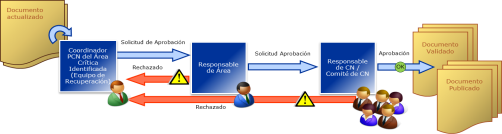 Documento
actualizado
Coordinador
PCN del Área
Crítica
Identificada
(Equipo de
Recuperación)
Solicitud de Aprobación
Rechazado
Responsable
de Área
Solicitud Aprobación
Rechazado
Responsable
de CN /
Comité de CN
Aprobación
OK
Documento
Validado
Documento
Publicado